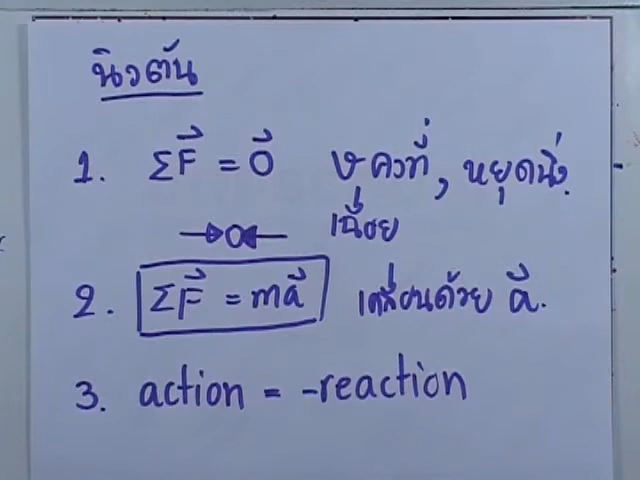 นิวตัน
1. ΣF⃗ = 0⃗ v คงที่, หยุดนิ่ง
เฉื่อย
2. ΣF⃗ = ma⃗ เคลื่อนด้วย a⃗.
3. action = -reaction